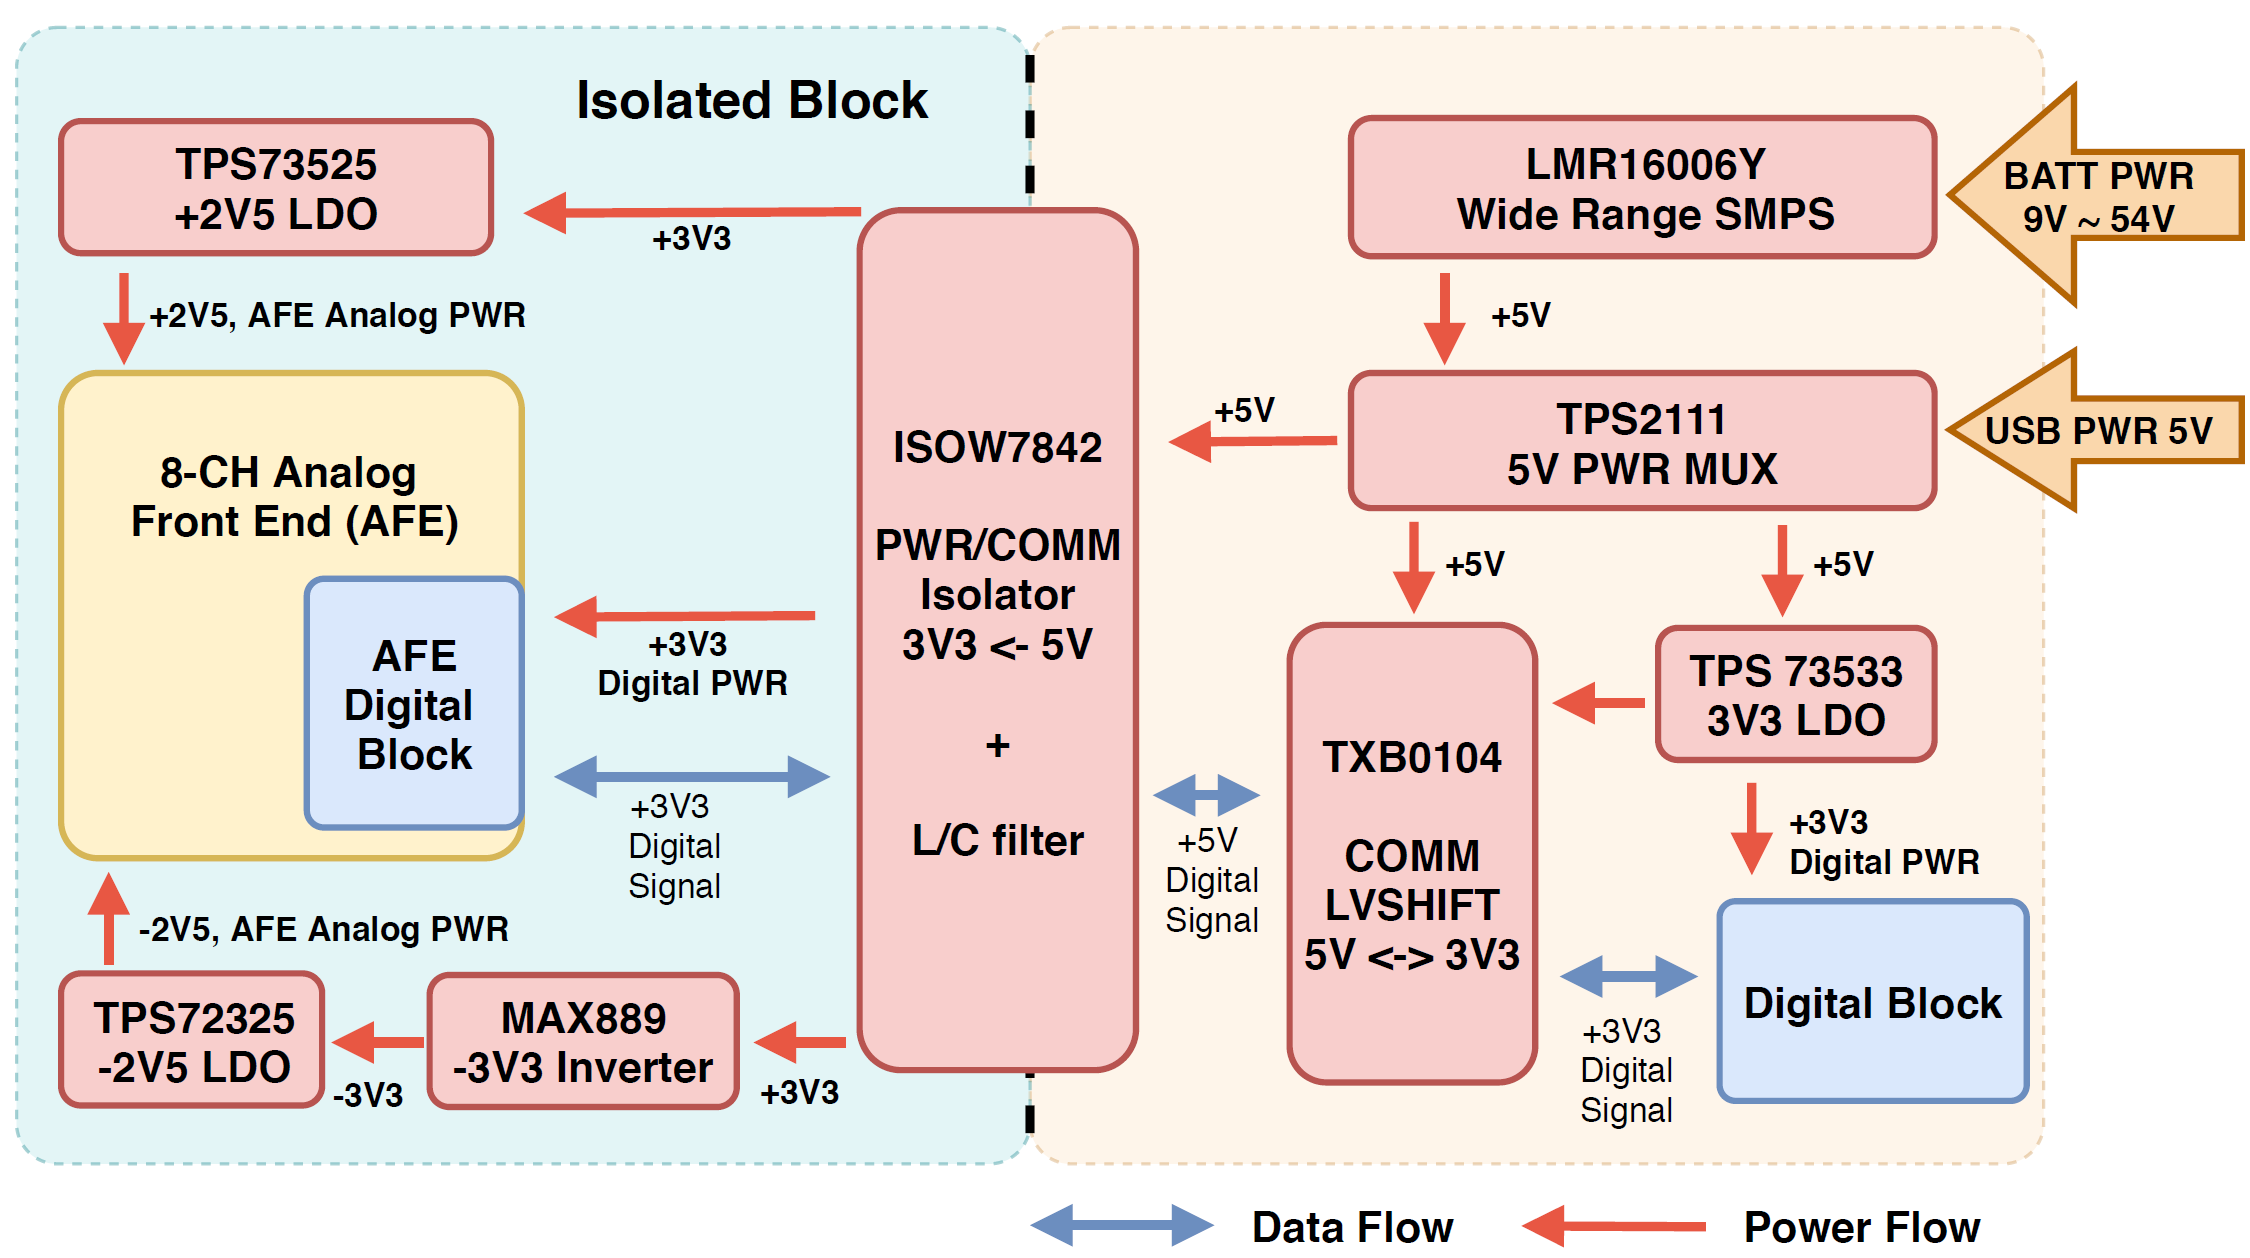 Isolated Block
TPS73525
+2V5 LDO
+3V3
+2V5, AFE Analog PWR
8-CH Analog
Front End (AFE)
AFE
Digital
Block
+3V3
Digital PWR
+3V3
Digital
Signal
-2V5, AFE Analog PWR
TPS72325
-2V5 LDO
-3V3
MAX889
-3V3 Inverter
+3V3
ISOW7842
PWR/COMM
Isolator
3V3 <- 5V
+
L/C filter
LMR16006Y
Wide Range SMPS
BATT PWR
9V ~ 54V
+5V
TPS2111
5V PWR MUX
USB PWR 5V
+5V
+5V
+5V
TPS 73533
3V3 LDO
TXB0104
COMM
LVSHIFT
5V <-> 3V3
+5V
Digital
Signal
+3V3
Digital PWR
+3V3
Digital
Signal
Digital Block
Data Flow
Power Flow